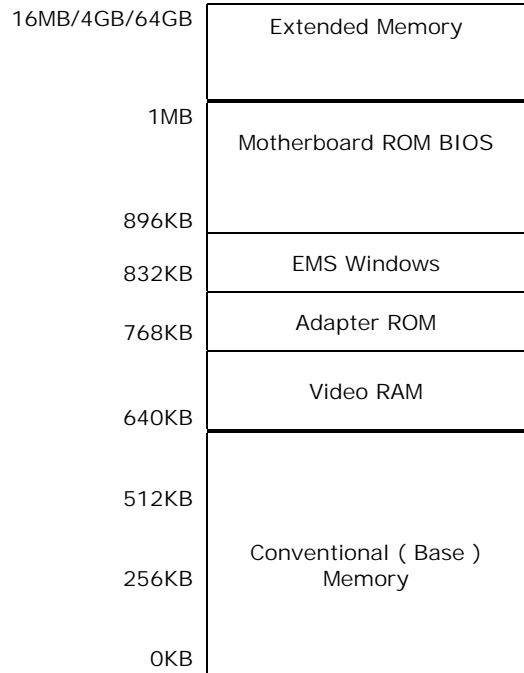 16MB/4GB/64GB
Extended Memory
1MB
Motherboard ROM BIOS
896KB
EMS Windows
832KB
Adapter ROM
768KB
Video RAM
640KB
512KB
Conventional ( Base )
Memory
256KB
0KB